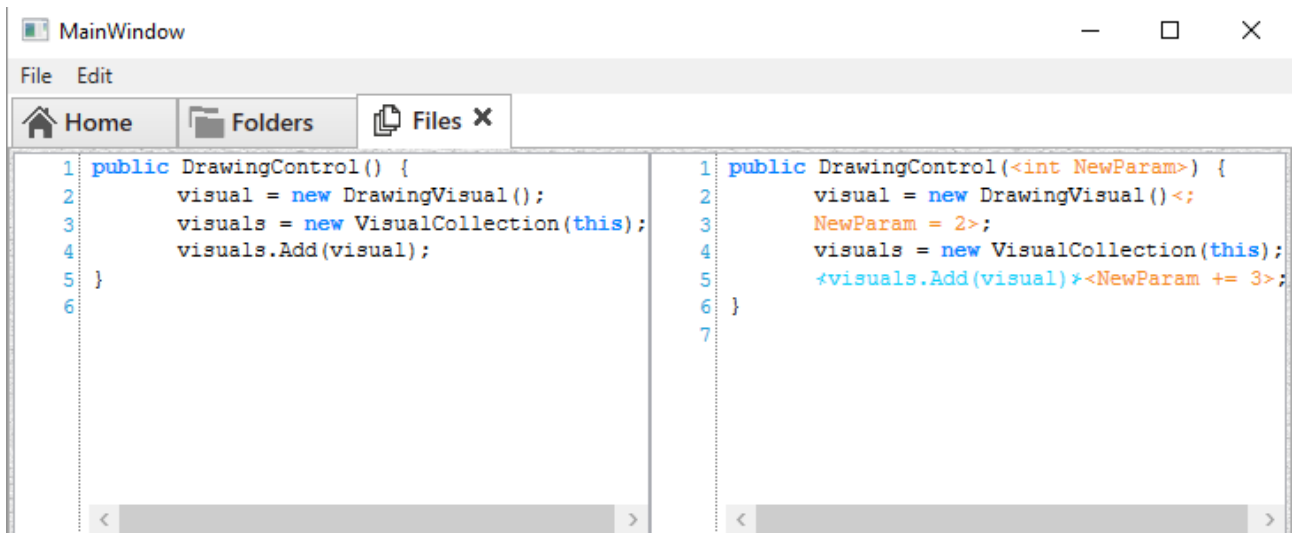 MainWindow
File Edit
Home Folders Files
1 public DrawingControl() {
2 visual = new DrawingVisual();
3 visuals = new VisualCollection(this);
4 visuals.Add(visual);
5 }
6
1 public DrawingControl(<int NewParam>) {
2 visual = new DrawingVisual()<;
3 NewParam = 2>;
4 visuals = new VisualCollection(this);
5 ≮visuals.Add(visual)≯<NewParam += 3>;
6 }
7